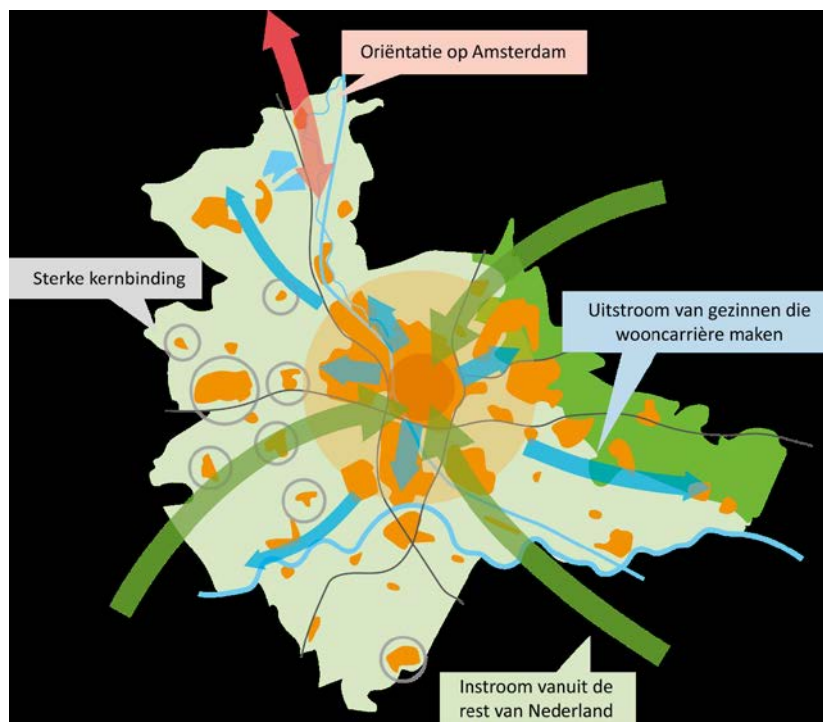 Oriëntatie op Amsterdam
Sterke kernbinding
Uitstroom van gezinnen die
wooncarrière maken
Instroom vanuit de
rest van Nederland